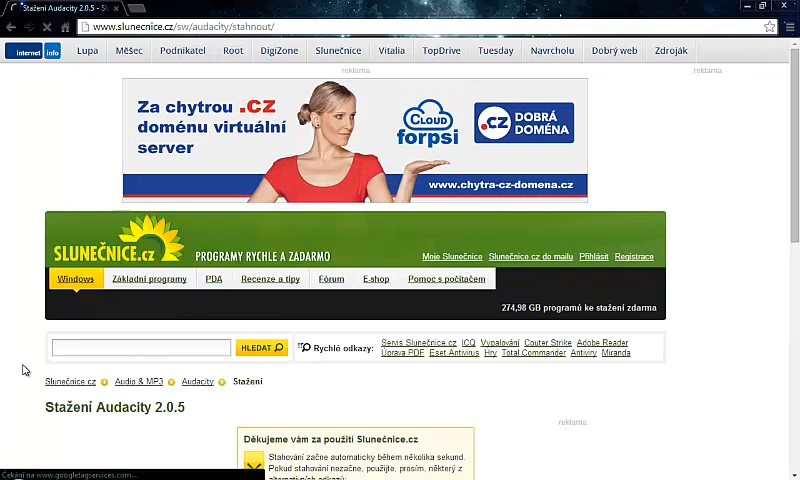 Stažení Audacity 2.0.5 - S
www.slunecnice.cz/sw/audacity/stahnout/
internet info Lupa Měšec Podnikatel Root DigiZone Slunečnice Vitalia TopDrive Tuesday Navrcholu Dobrý web Zdroják
reklama reklama
Za chytrou .CZ
doménu virtuální
server
CLOUD
forpsi
.CZ DOBRÁ
DOMÉNA
www.chytra-cz-domena.cz
SLUNEČNICE.cz PROGRAMY RYCHLE A ZADARMO
Moje Slunečnice Slunečnice.cz do mailu Přihlásit Registrace
Windows Základní programy PDA Recenze a tipy Fórum E-shop Pomoc s počítačem
274,98 GB programů ke stažení zdarma
HLEDAT Rychlé odkazy: Servis Slunečnice.cz ICQ Vypalování Couter Strike Adobe Reader
Úprava PDF Eset Antivirus Hry Total Commander Antiviry Miranda
Slunečnice.cz Audio & MP3 Audacity Stažení
Stažení Audacity 2.0.5
reklama
Děkujeme vám za použití Slunečnice.cz
Stahování začne automaticky během několika sekund.
Pokud stahování nezačne, použijte, prosím, některý z
alternativních odkazů:
Čekání na www.googletagservices.com...